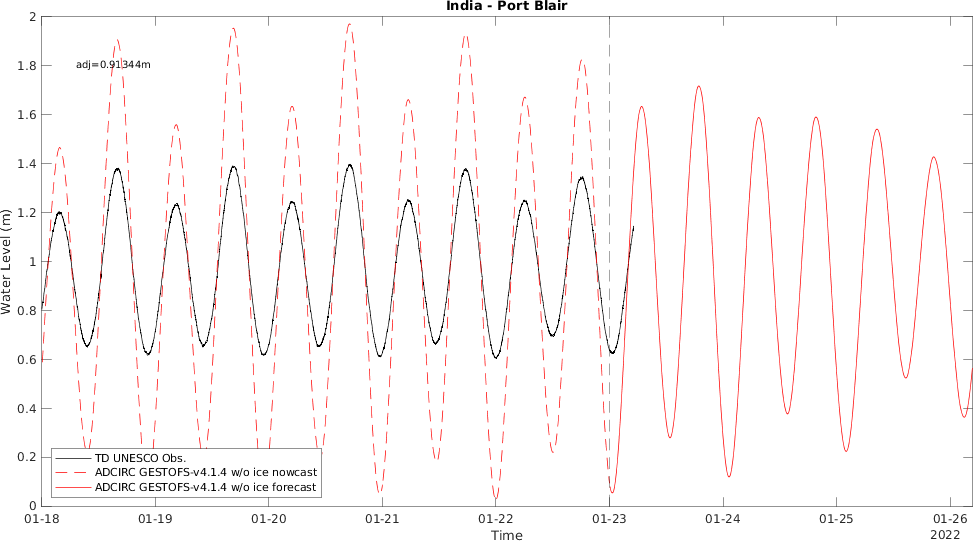 India - Port Blair
2
1.8
1.6
1.4
1.2
1
0.8
0.6
0.4
0.2
0
Water Level (m)
adj=0.91344m
TD UNESCO Obs.
ADCIRC GESTOFS-v4.1.4 w/o ice nowcast
ADCIRC GESTOFS-v4.1.4 w/o ice forecast
01-18 01-19 01-20 01-21 01-22 01-23 01-24 01-25 01-26
Time
2022